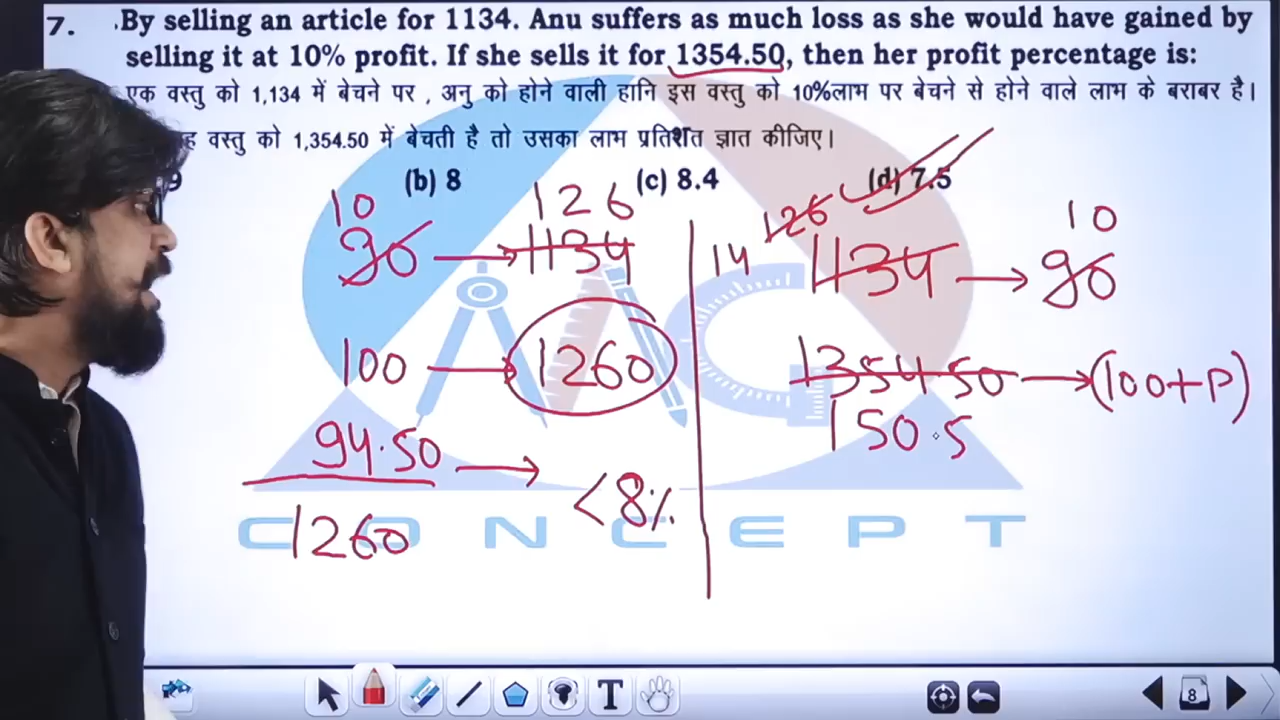 7. By selling an article for 1134. Anu suffers as much loss as she would have gained by
selling it at 10% profit. If she sells it for 1354.50, then her profit percentage is:
एक वस्तु को 1,134 में बेचने पर , अनु को होने वाली हानि इस वस्तु को 10%लाभ पर बेचने से होने वाले लाभ के बराबर है।
वस्तु को 1,354.50 में बेचती है तो उसका लाभ प्रतिशत ज्ञात कीजिए।
9 (b) 8 (c) 8.4 (d) 7.5
10 126 126 10
90 → 1134 14 1134 → 90
100 → 1260 1354.50 → (100+P)
150.5
94.50 → <8%
1260
CONCEPT
T
8